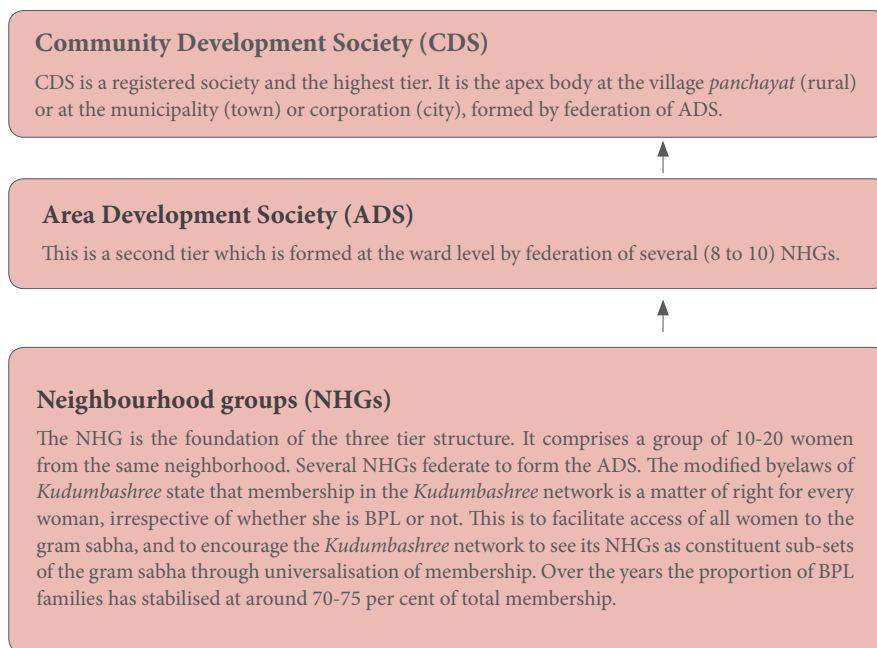 Community Development Society (CDS)
CDS is a registered society and the highest tier. It is the apex body at the village panchayat (rural)
or at the municipality (town) or corporation (city), formed by federation of ADS.
Area Development Society (ADS)
This is a second tier which is formed at the ward level by federation of several (8 to 10) NHGs.
Neighbourhood groups (NHGs)
The NHG is the foundation of the three tier structure. It comprises a group of 10-20 women
from the same neighborhood. Several NHGs federate to form the ADS. The modified byelaws of
Kudumbashree state that membership in the Kudumbashree network is a matter of right for every
woman, irrespective of whether she is BPL or not. This is to facilitate access of all women to the
gram sabha, and to encourage the Kudumbashree network to see its NHGs as constituent sub-sets
of the gram sabha through universalisation of membership. Over the years the proportion of BPL
families has stabilised at around 70-75 per cent of total membership.